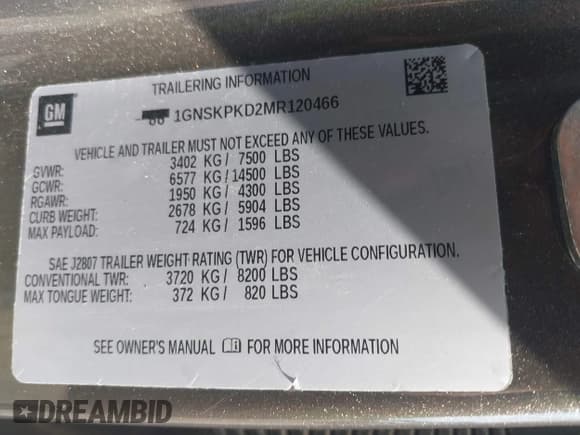 TRAILERING INFORMATION
GM
1GNSKPKD2MR120466
VEHICLE AND TRAILER MUST NOT EXCEED ANY OF THESE VALUES.
GVWR: 3402 KG/ 7500 LBS
GCWR: 6577 KG/14500 LBS
RGAWR: 1950 KG/ 4300 LBS
CURB WEIGHT: 2678 KG/ 5904 LBS
MAX PAYLOAD: 724 KG/ 1596 LBS
SAE J2807 TRAILER WEIGHT RATING (TWR) FOR VEHICLE CONFIGURATION.
CONVENTIONAL TWR: 3720 KG/ 8200 LBS
MAX TONGUE WEIGHT: 372 KG/ 820 LBS
SEE OWNER'S MANUAL FOR MORE INFORMATION
DREAMBID